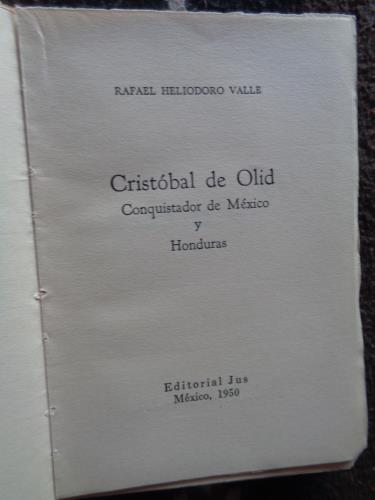 RAFAEL HELIODORO VALLE
Cristóbal de Olid
Conquistador de México
y
Honduras
Editorial Jus
México, 1950